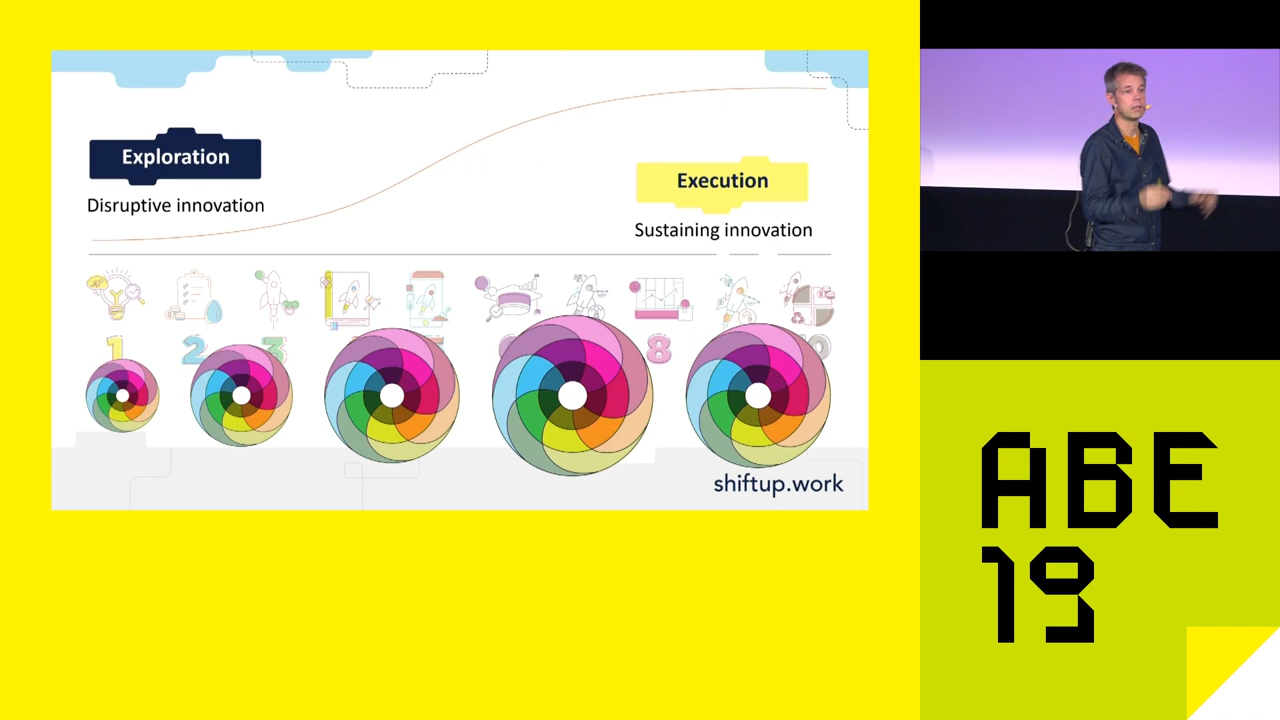 Exploration
Disruptive innovation
Execution
Sustaining innovation
1 2 3 8
shiftup.work
ABE
19